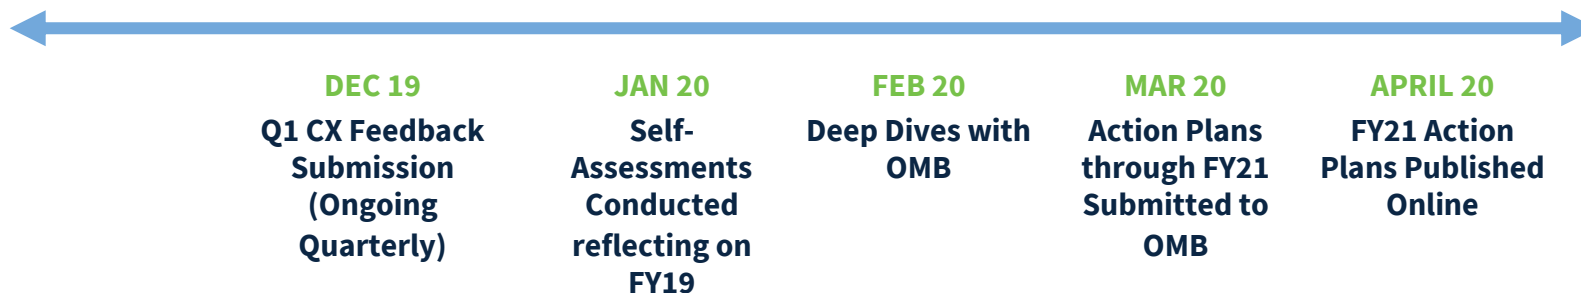 DEC 19
Q1 CX Feedback
Submission
(Ongoing
Quarterly)
JAN 20
Self-
Assessments
Conducted
reflecting on
FY19
FEB 20
Deep Dives with
OMB
MAR 20
Action Plans
through FY21
Submitted to
OMB
APRIL 20
FY21 Action
Plans Published
Online